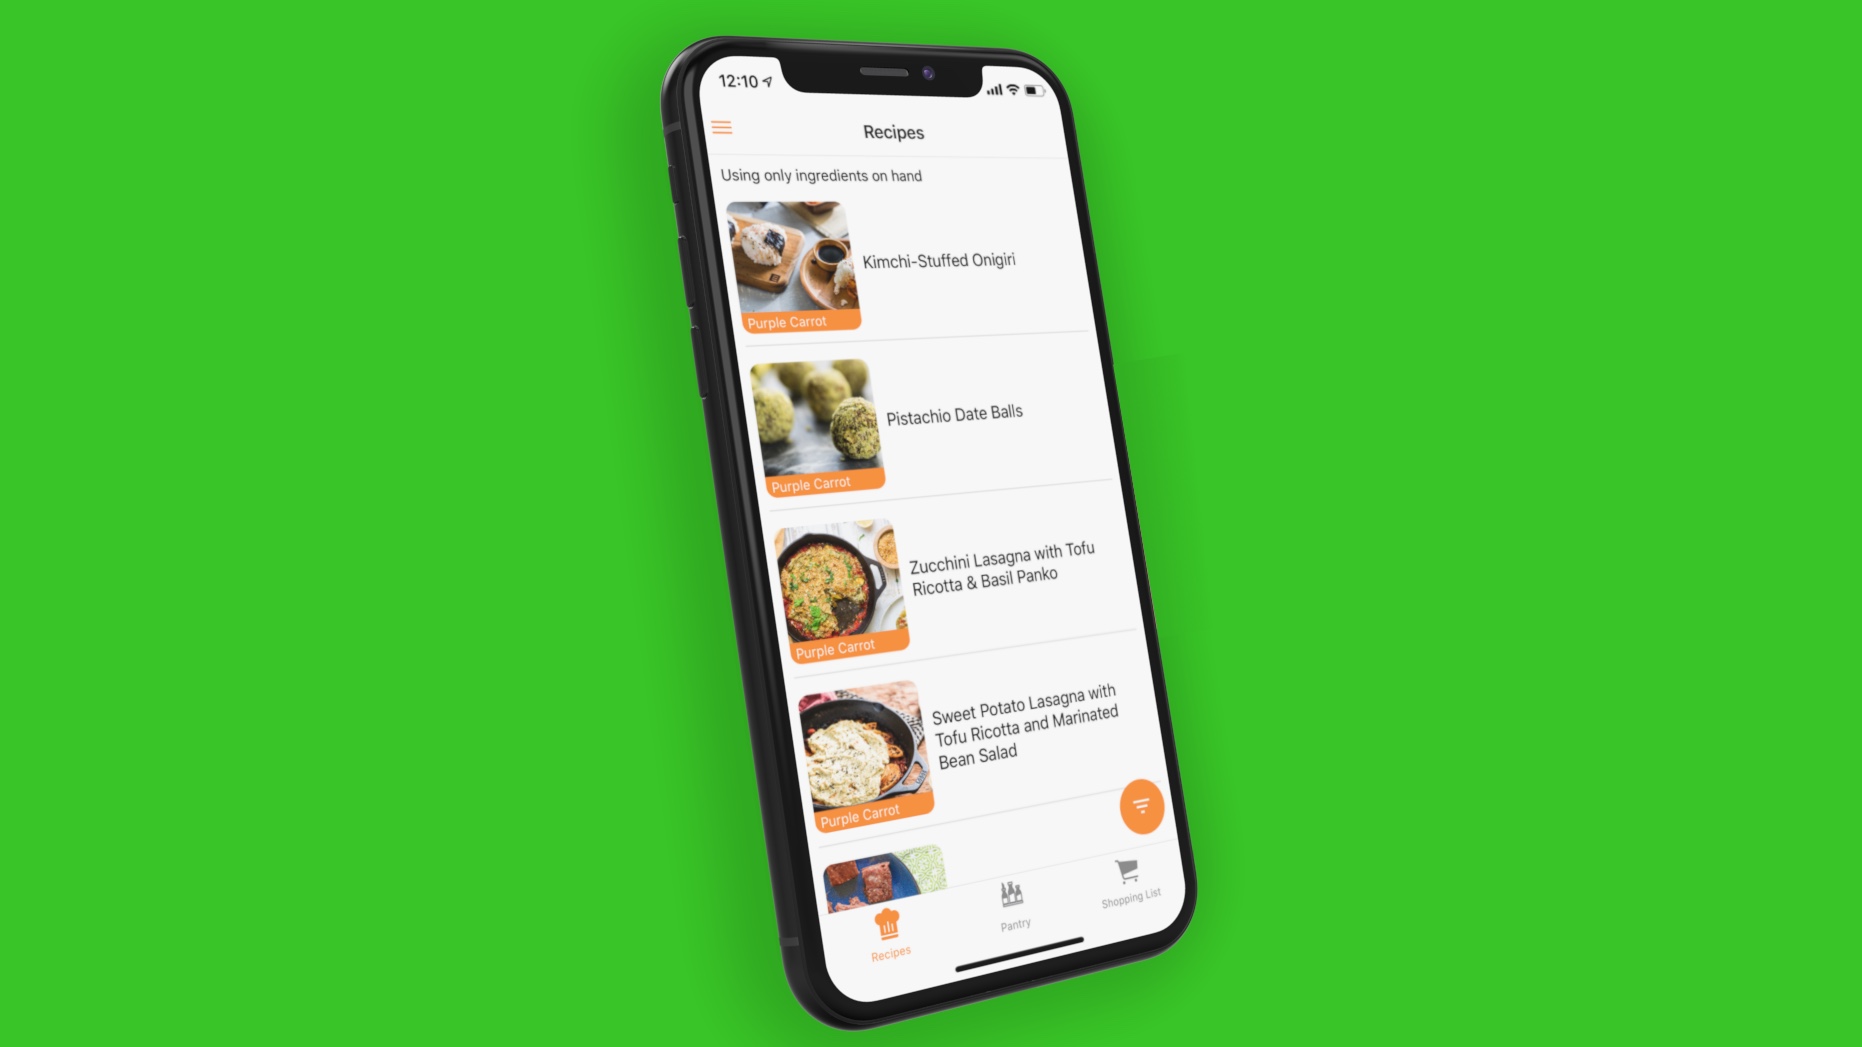 12:10
Recipes
Using only ingredients on hand
Kimchi-Stuffed Onigiri
Purple Carrot
Pistachio Date Balls
Purple Carrot
Zucchini Lasagna with Tofu
Ricotta & Basil Panko
Purple Carrot
Sweet Potato Lasagna with
Tofu Ricotta and Marinated
Bean Salad
Purple Carrot
Recipes
Pantry
Shopping List